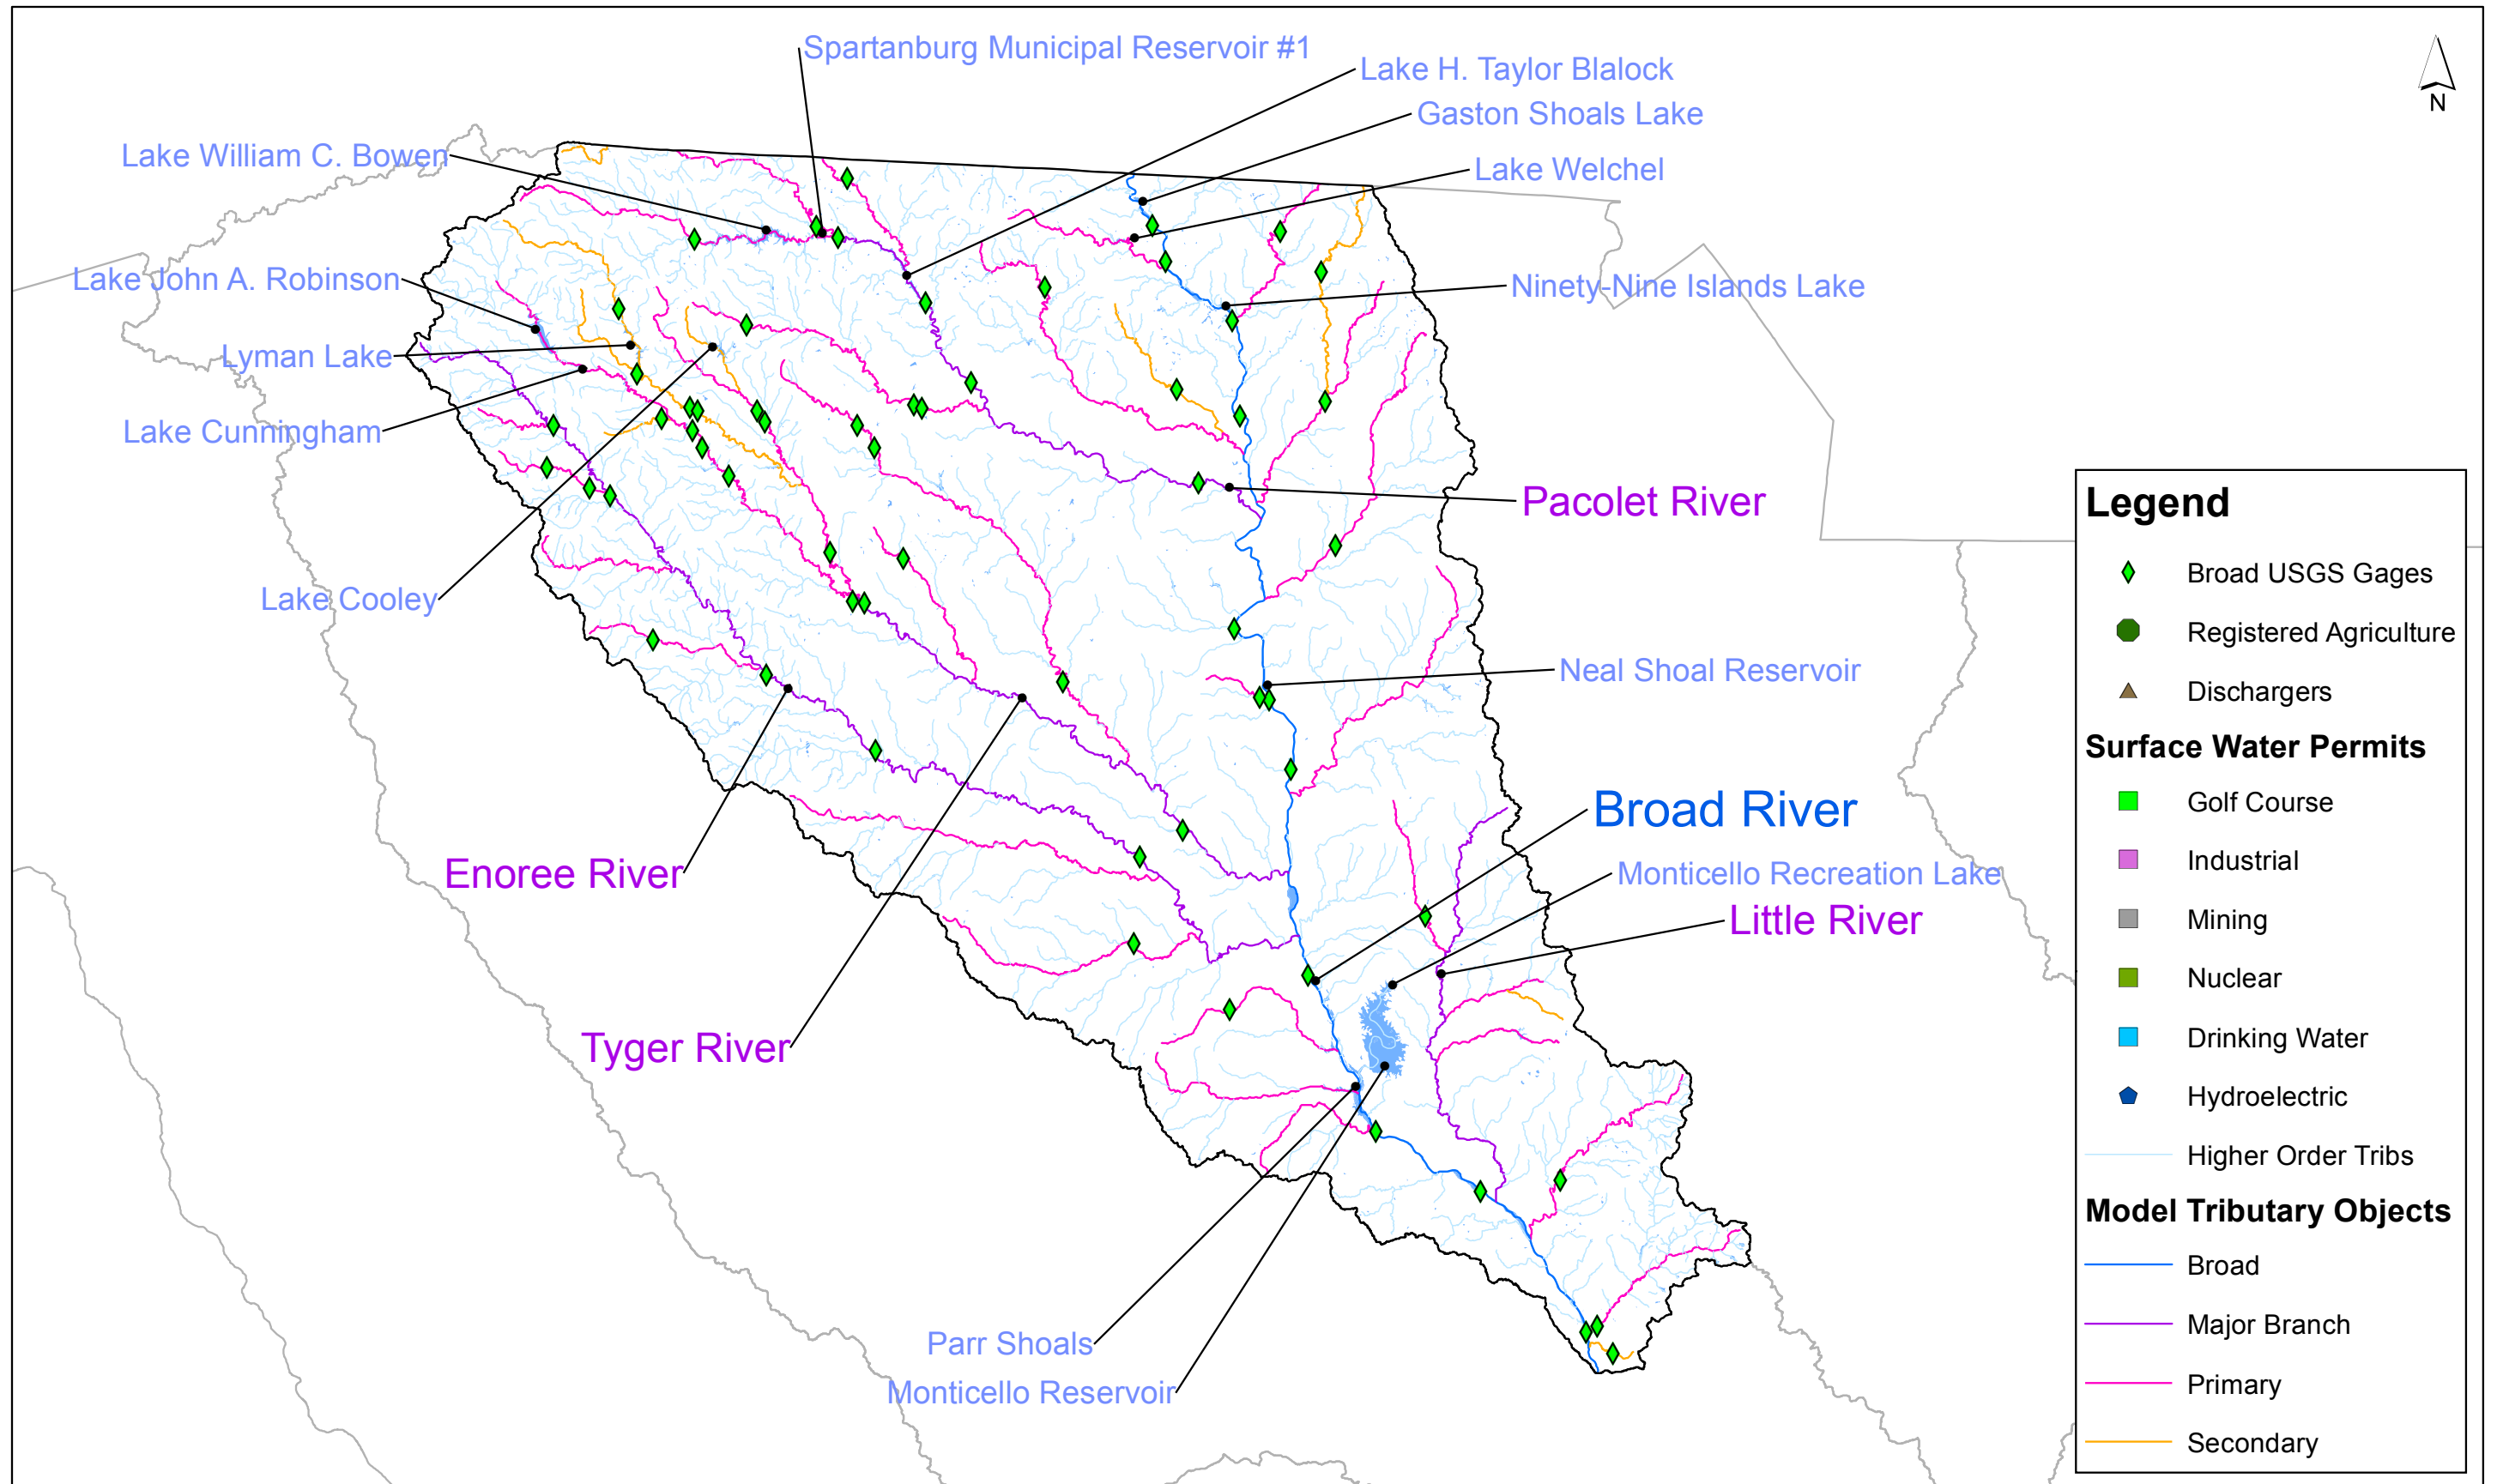 Spartanburg Municipal Reservoir #1
Lake H. Taylor Blalock
Gaston Shoals Lake
N
Lake William C. Bowen
Lake Welchel
Lake John A. Robinson
Ninety-Nine Islands Lake
Lyman Lake
Lake Cunningham
Pacolet River
Lake Cooley
Neal Shoal Reservoir
Broad River
Enoree River
Monticello Recreation Lake
Little River
Tyger River
Parr Shoals
Monticello Reservoir
Legend
Broad USGS Gages
Registered Agriculture
Dischargers
Surface Water Permits
Golf Course
Industrial
Mining
Nuclear
Drinking Water
Hydroelectric
Higher Order Tribs
Model Tributary Objects
Broad
Major Branch
Primary
Secondary